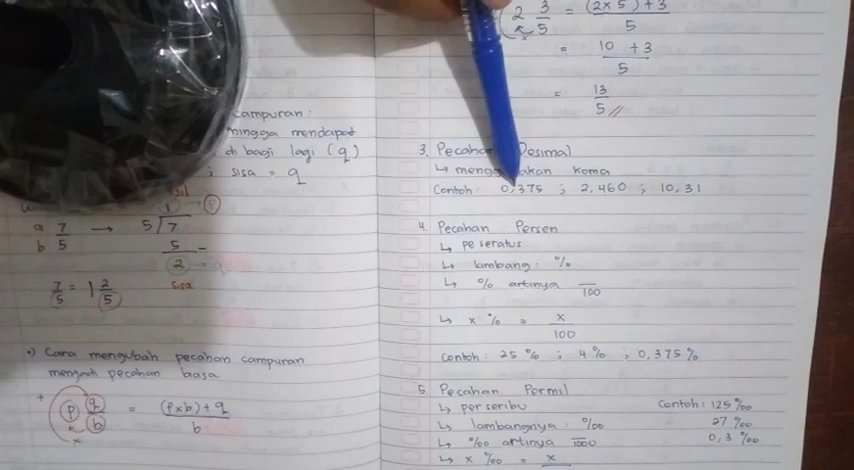 campuran :
hingga mendapat
di bagi lagi (q)
; sisa = q
a 7/5 → 5√7
b
1
P
5 -
2 → q
sisa
7/5 = 1 2/5
•) Cara mengubah pecahan campuran
menjadi pecahan biasa
+ p q/b = (p x b) + q / b
x
2 3/5 = (2 x 5) + 3 / 5
= 10 + 3 / 5
= 13 / 5 //
3. Pecahan Desimal
↳ menggunakan koma
Contoh : 0,375 ; 2,460 ; 10,31
4. Pecahan Persen
↳ perseratus
↳ lambang : %
↳ % artinya /100
↳ x % = x/100
Contoh : 25 % ; 4 % ; 0,375 %
5. Pecahan Permil
↳ perseribu Contoh : 125 ‰
↳ lambangnya : ‰ 27 ‰
↳ ‰ artinya /1000 0,3 ‰
↳ x ‰ = x